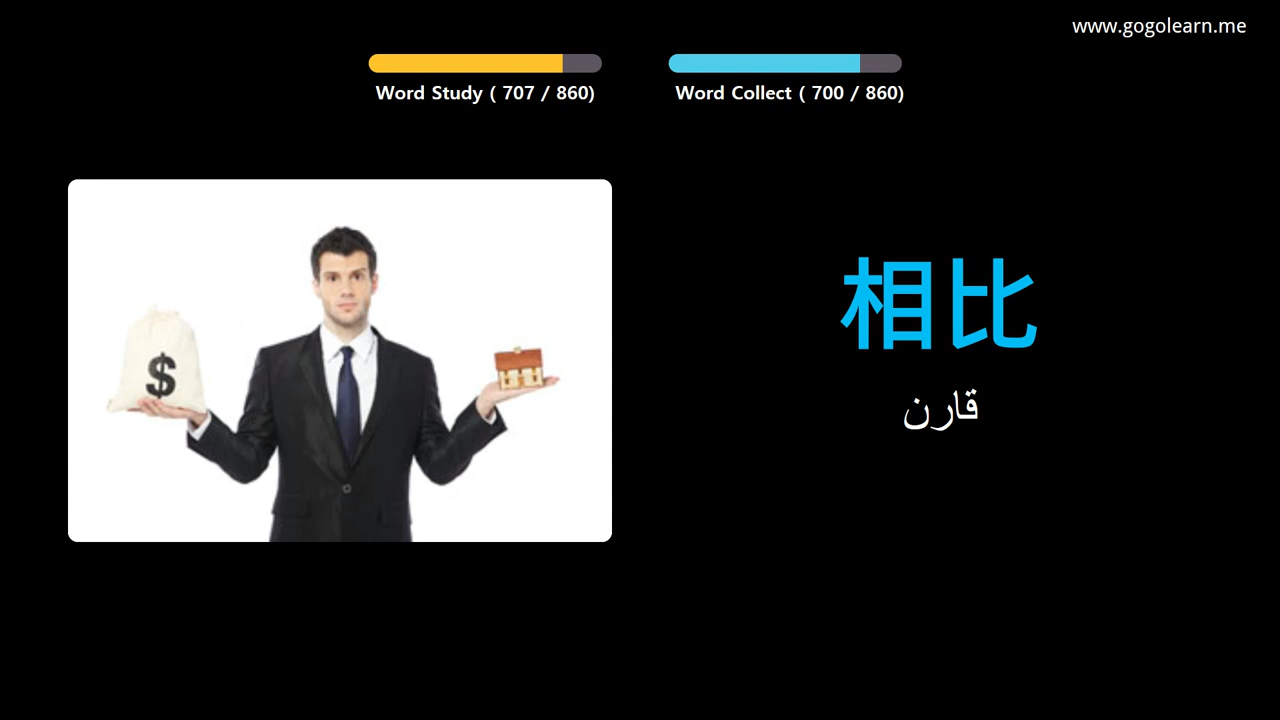 www.gogolearn.me
Word Study ( 707 / 860)
Word Collect ( 700 / 860)
$
相比
قارن